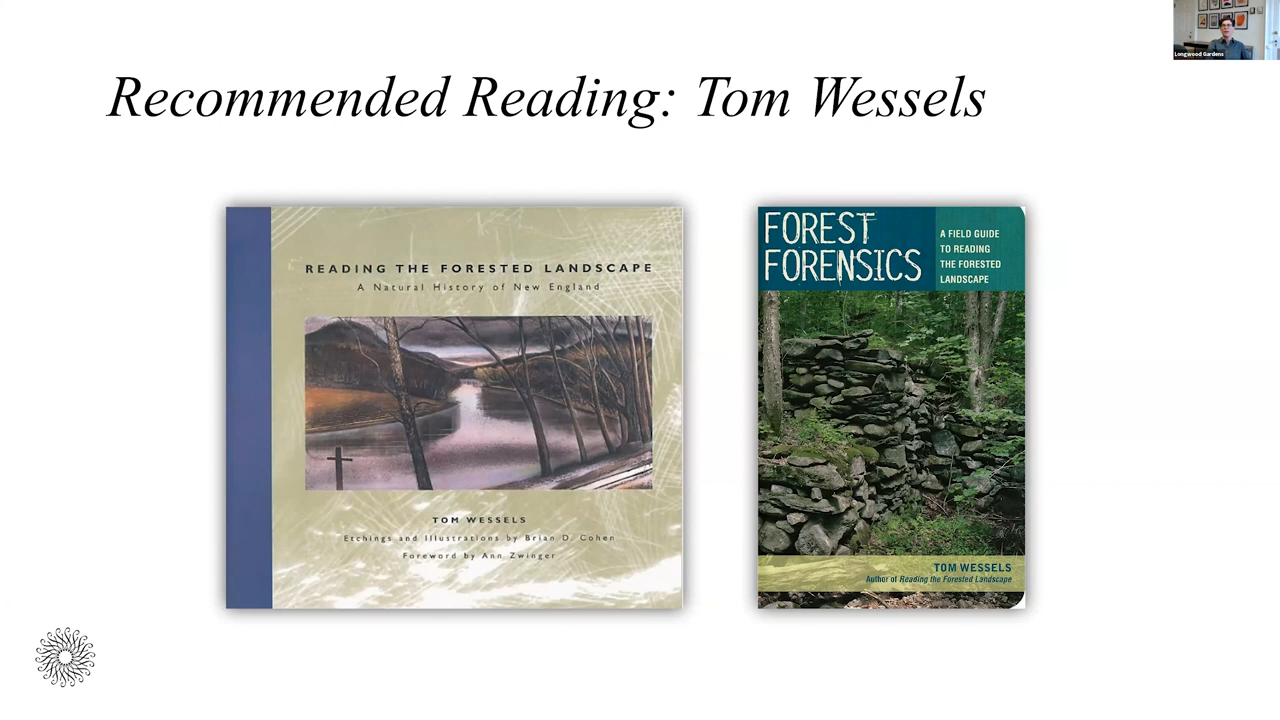 Longwood Gardens
Recommended Reading: Tom Wessels
READING THE FORESTED LANDSCAPE
A Natural History of New England
TOM WESSELS
Etchings and Illustrations by Brian D. Cohen
Foreword by Ann Zwinger
FOREST
FORENSICS
A FIELD GUIDE
TO READING
THE FORESTED
LANDSCAPE
TOM WESSELS
Author of Reading the Forested Landscape